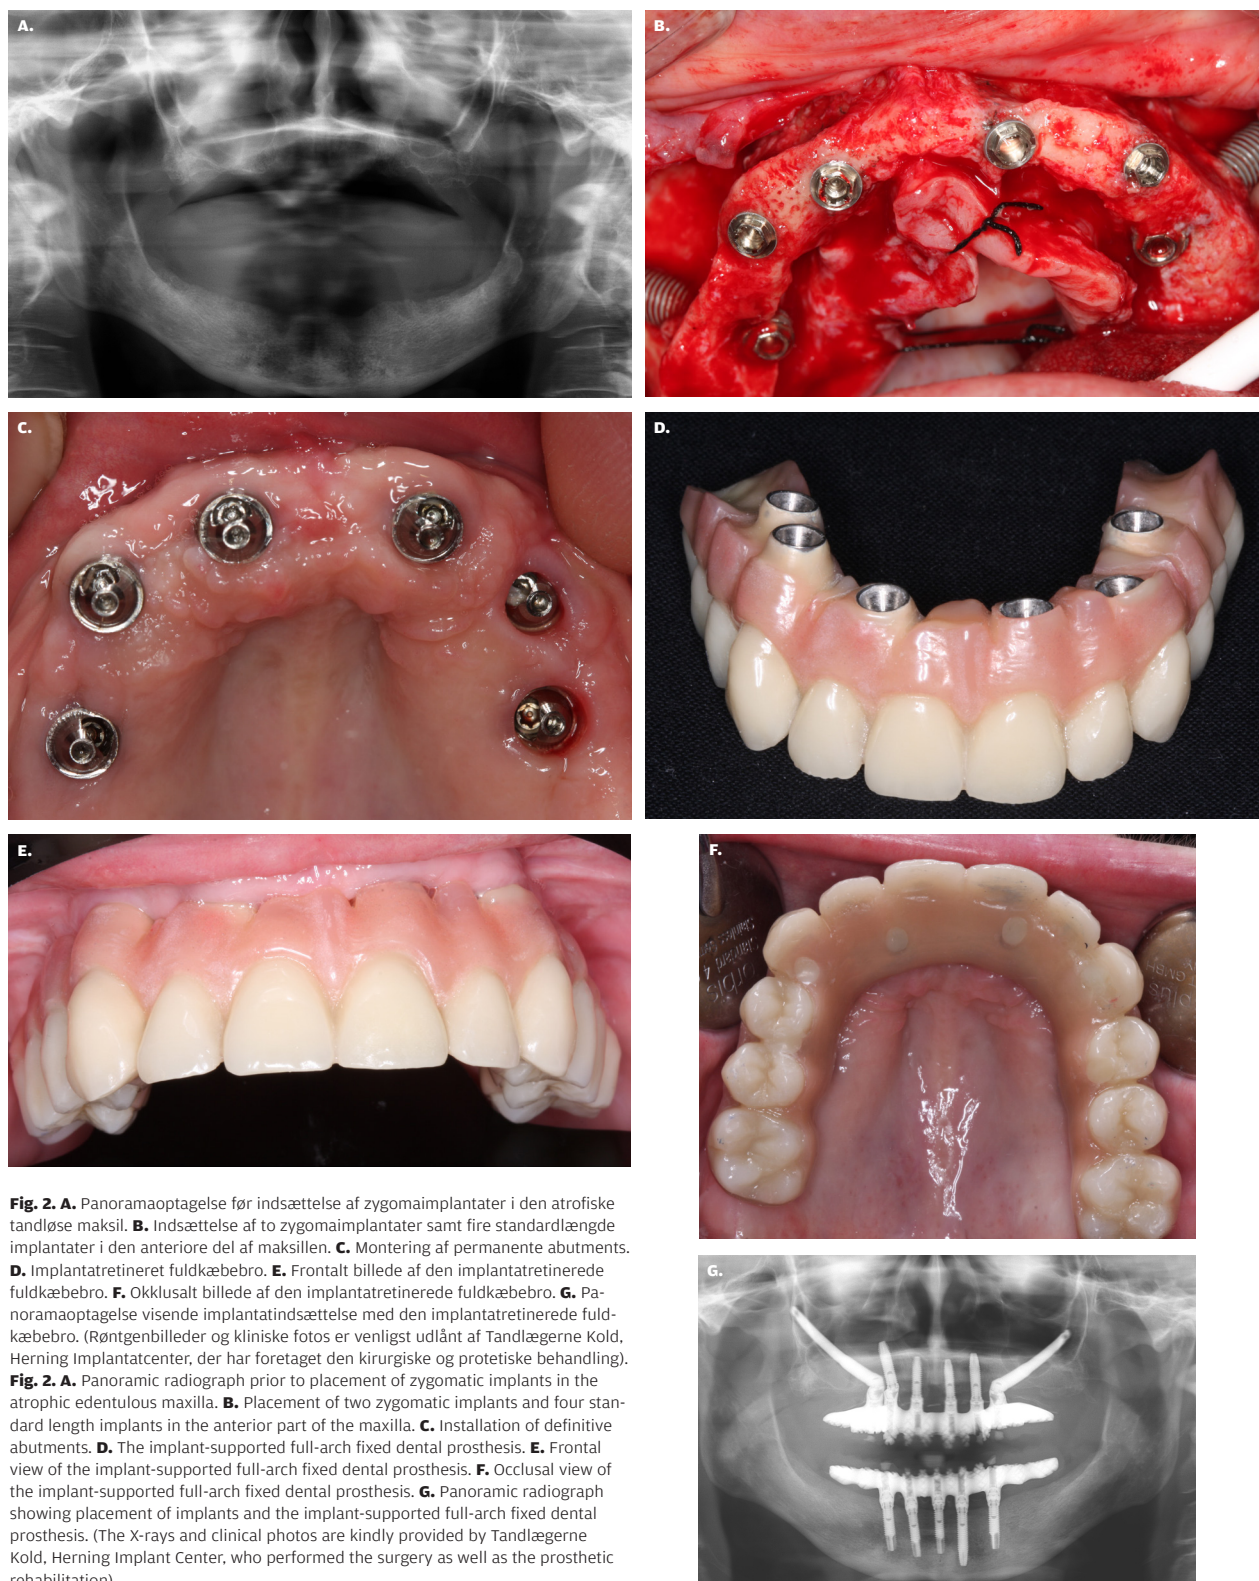 A.
B.
C.
D.
E.
F.
G.
Fig. 2. A. Panoramaoptagelse før indsættelse af zygomaimplantater i den atrofiske
tandløse maksil. B. Indsættelse af to zygomaimplantater samt fire standardlængde
implantater i den anteriore del af maksillen. C. Montering af permanente abutments.
D. Implantatretineret fuldkæbebro. E. Frontalt billede af den implantatretinerede
fuldkæbebro. F. Okklusalt billede af den implantatretinerede fuldkæbebro. G. Pa-
noramaoptagelse visende implantatindsættelse med den implantatretinerede fuld-
kæbebro. (Røntgenbilleder og kliniske fotos er venligst udlånt af Tandlægerne Kold,
Herning Implantatcenter, der har foretaget den kirurgiske og protetiske behandling).
Fig. 2. A. Panoramic radiograph prior to placement of zygomatic implants in the
atrophic edentulous maxilla. B. Placement of two zygomatic implants and four stan-
dard length implants in the anterior part of the maxilla. C. Installation of definitive
abutments. D. The implant-supported full-arch fixed dental prosthesis. E. Frontal
view of the implant-supported full-arch fixed dental prosthesis. F. Occlusal view of
the implant-supported full-arch fixed dental prosthesis. G. Panoramic radiograph
showing placement of implants and the implant-supported full-arch fixed dental
prosthesis. (The X-rays and clinical photos are kindly provided by Tandlægerne
Kold, Herning Implant Center, who performed the surgery as well as the prosthetic
rehabilitation)